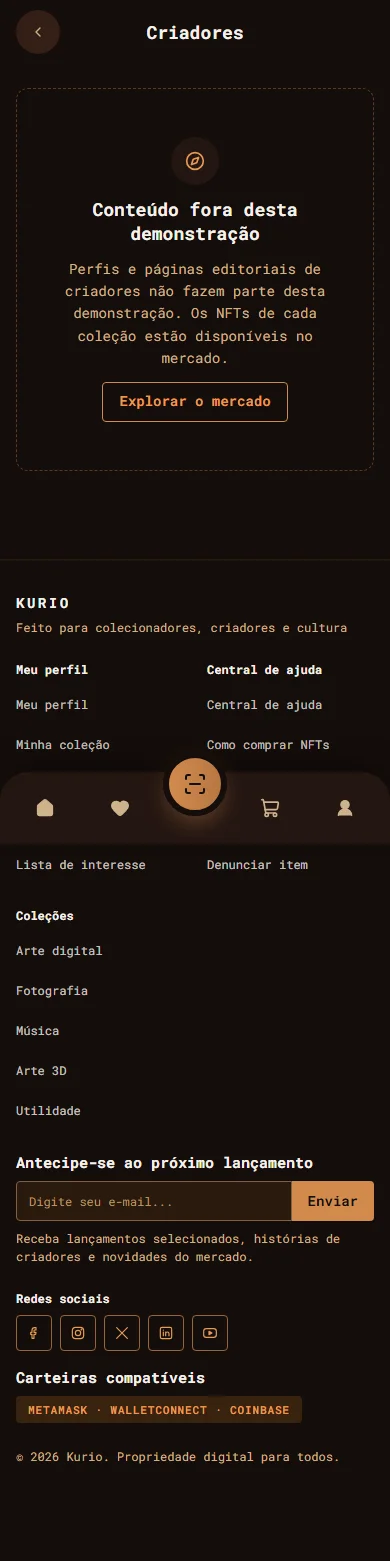 Criadores
Conteúdo fora desta
demonstração
Perfis e páginas editoriais de
criadores não fazem parte desta
demonstração. Os NFTs de cada
coleção estão disponíveis no
mercado.
Explorar o mercado
KURIO
Feito para colecionadores, criadores e cultura
Meu perfil
Meu perfil
Minha coleção
Lista de interesse
Central de ajuda
Central de ajuda
Como comprar NFTs
Denunciar item
Coleções
Arte digital
Fotografia
Música
Arte 3D
Utilidade
Antecipe-se ao próximo lançamento
Digite seu e-mail...
Enviar
Receba lançamentos selecionados, histórias de
criadores e novidades do mercado.
Redes sociais
Carteiras compatíveis
METAMASK · WALLETCONNECT · COINBASE
© 2026 Kurio. Propriedade digital para todos.